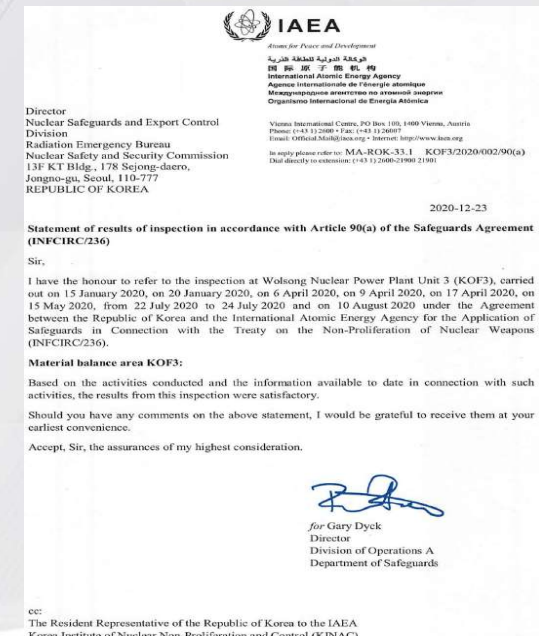 IAEA
Atoms for Peace and Development
الوكالة الدولية للطاقة الذرية
国 际 原 子 能 机 构
International Atomic Energy Agency
Agence internationale de l'énergie atomique
Международное агентство по атомной энергии
Organismo Internacional de Energía Atómica
Director
Nuclear Safeguards and Export Control
Division
Radiation Emergency Bureau
Nuclear Safety and Security Commission
13F KT Bldg., 178 Sejong-daero,
Jongno-gu, Seoul, 110-777
REPUBLIC OF KOREA
Vienna International Centre, PO Box 100, 1400 Vienna, Austria
Phone: (+43 1) 2600 • Fax: (+43 1) 26007
Email: Official.Mail@iaea.org • Internet: http://www.iaea.org
In reply please refer to: MA-ROK-33.1 KOF3/2020/002/90(a)
Dial directly to extension: (+43 1) 2600-21900 21901
2020-12-23
Statement of results of inspection in accordance with Article 90(a) of the Safeguards Agreement
(INFCIRC/236)
Sir,
I have the honour to refer to the inspection at Wolsong Nuclear Power Plant Unit 3 (KOF3), carried
out on 15 January 2020, on 20 January 2020, on 6 April 2020, on 9 April 2020, on 17 April 2020, on
15 May 2020, from 22 July 2020 to 24 July 2020 and on 10 August 2020 under the Agreement
between the Republic of Korea and the International Atomic Energy Agency for the Application of
Safeguards in Connection with the Treaty on the Non-Proliferation of Nuclear Weapons
(INFCIRC/236).
Material balance area KOF3:
Based on the activities conducted and the information available to date in connection with such
activities, the results from this inspection were satisfactory.
Should you have any comments on the above statement, I would be grateful to receive them at your
earliest convenience.
Accept, Sir, the assurances of my highest consideration.
for Gary Dyck
Director
Division of Operations A
Department of Safeguards
cc:
The Resident Representative of the Republic of Korea to the IAEA
Korea Institute of Nuclear Non-Proliferation and Control (KINAC)